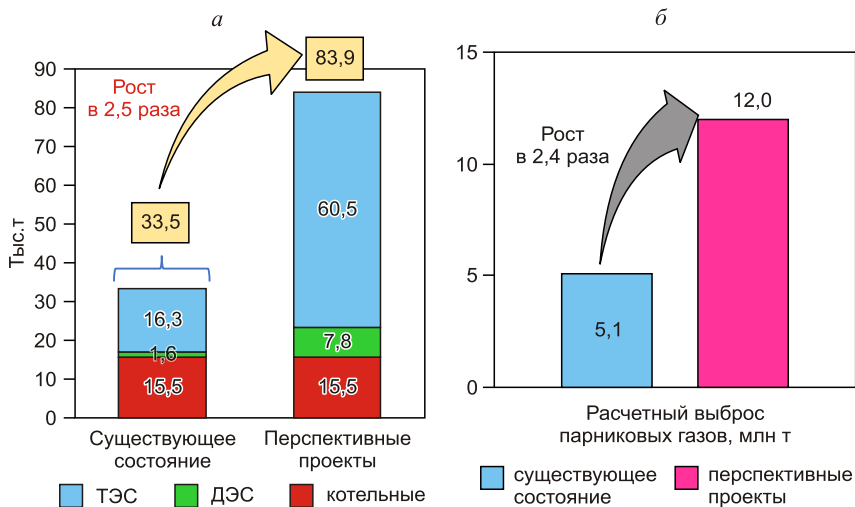 а
90
80
70
60
50
40
30
20
10
0
Тыс.т
Рост
в 2,5 раза
83,9
33,5
60,5
16,3
1,6
7,8
15,5
15,5
Существующее
состояние
Перспективные
проекты
ТЭС
ДЭС
котельные
б
15
10
5
0
Рост
в 2,4 раза
12,0
5,1
Расчетный выброс
парниковых газов, млн т
существующее
состояние
перспективные
проекты